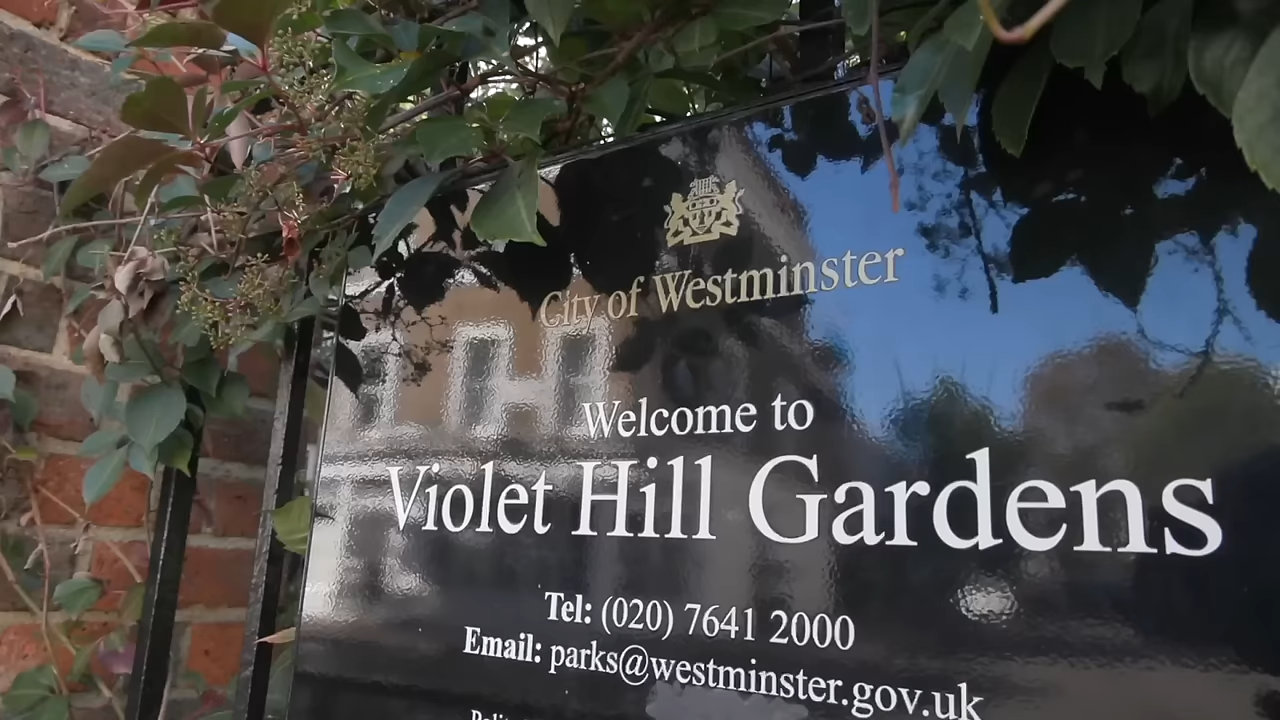 City of Westminster
Welcome to
Violet Hill Gardens
Tel: (020) 7641 2000
Email: parks@westminster.gov.uk